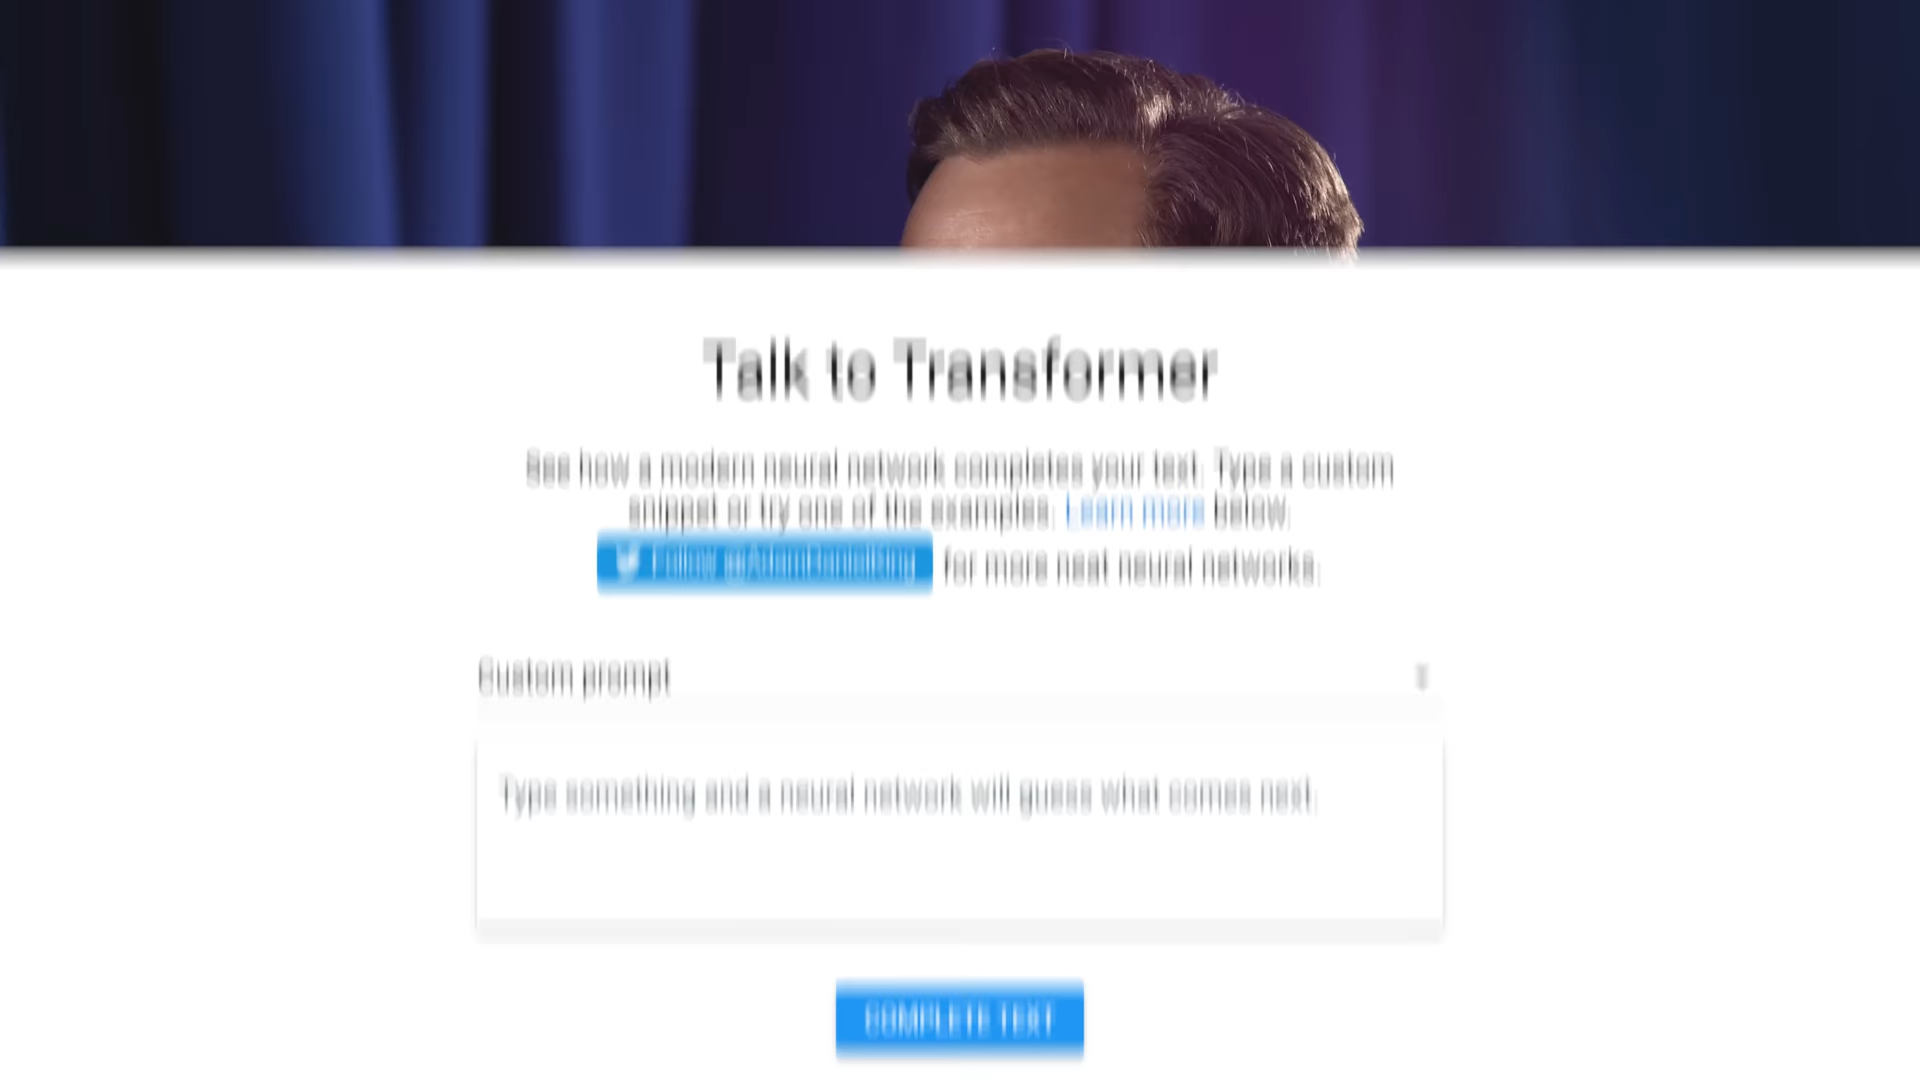 Talk to Transformer
See how a modern neural network completes your text. Type a custom
snippet or try one of the examples. Learn more below.
Follow @AdamDanielKing for more neat neural networks.
Custom prompt
Type something and a neural network will guess what comes next.
COMPLETE TEXT